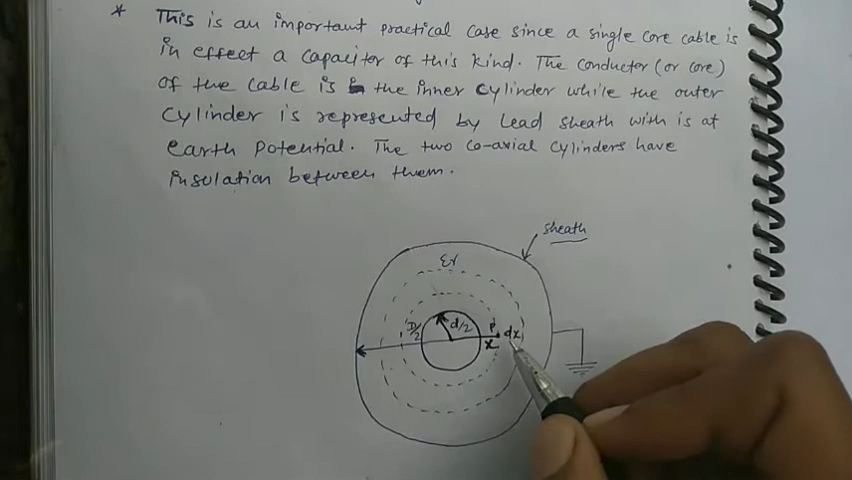 * This is an important practical case since a single core cable is
in effect a capacitor of this kind. The conductor (or core)
of the cable is the inner cylinder while the outer
cylinder is represented by lead sheath with is at
earth potential. The two co-axial cylinders have
insulation between them.
sheath
εr
D/2
d/2
P
dx
x